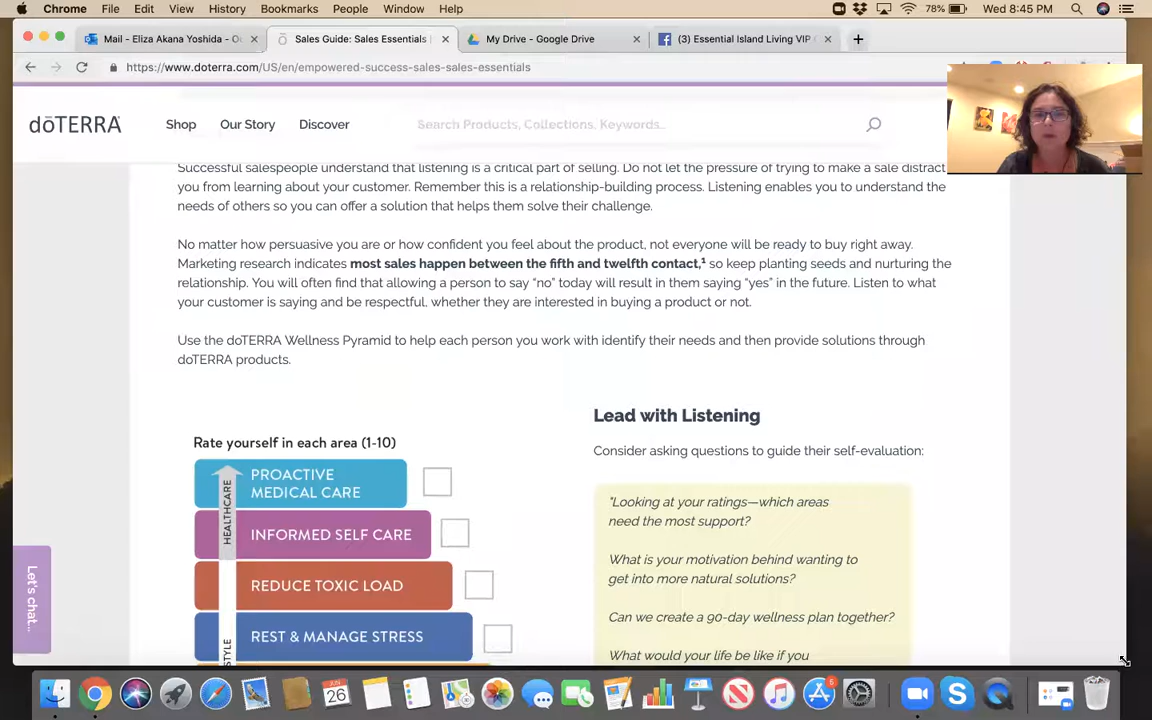 Chrome File Edit View History Bookmarks People Window Help 78% Wed 8:45 PM
Mail - Eliza Akana Yoshida - O
Sales Guide: Sales Essentials
My Drive - Google Drive
(3) Essential Island Living VIP
https://www.doterra.com/US/en/empowered-success-sales-sales-essentials
dōTERRA Shop Our Story Discover Search Products, Collections, Keywords...
Successful salespeople understand that listening is a critical part of selling. Do not let the pressure of trying to make a sale distract
you from learning about your customer. Remember this is a relationship-building process. Listening enables you to understand the
needs of others so you can offer a solution that helps them solve their challenge.
No matter how persuasive you are or how confident you feel about the product, not everyone will be ready to buy right away.
Marketing research indicates most sales happen between the fifth and twelfth contact,¹ so keep planting seeds and nurturing the
relationship. You will often find that allowing a person to say “no” today will result in them saying “yes” in the future. Listen to what
your customer is saying and be respectful, whether they are interested in buying a product or not.
Use the doTERRA Wellness Pyramid to help each person you work with identify their needs and then provide solutions through
doTERRA products.
Rate yourself in each area (1-10)
PROACTIVE
MEDICAL CARE
INFORMED SELF CARE
REDUCE TOXIC LOAD
REST & MANAGE STRESS
HEALTHCARE
STYLE
Lead with Listening
Consider asking questions to guide their self-evaluation:
"Looking at your ratings—which areas
need the most support?
What is your motivation behind wanting to
get into more natural solutions?
Can we create a 90-day wellness plan together?
What would your life be like if you
Let's chat...
JUN
26
5